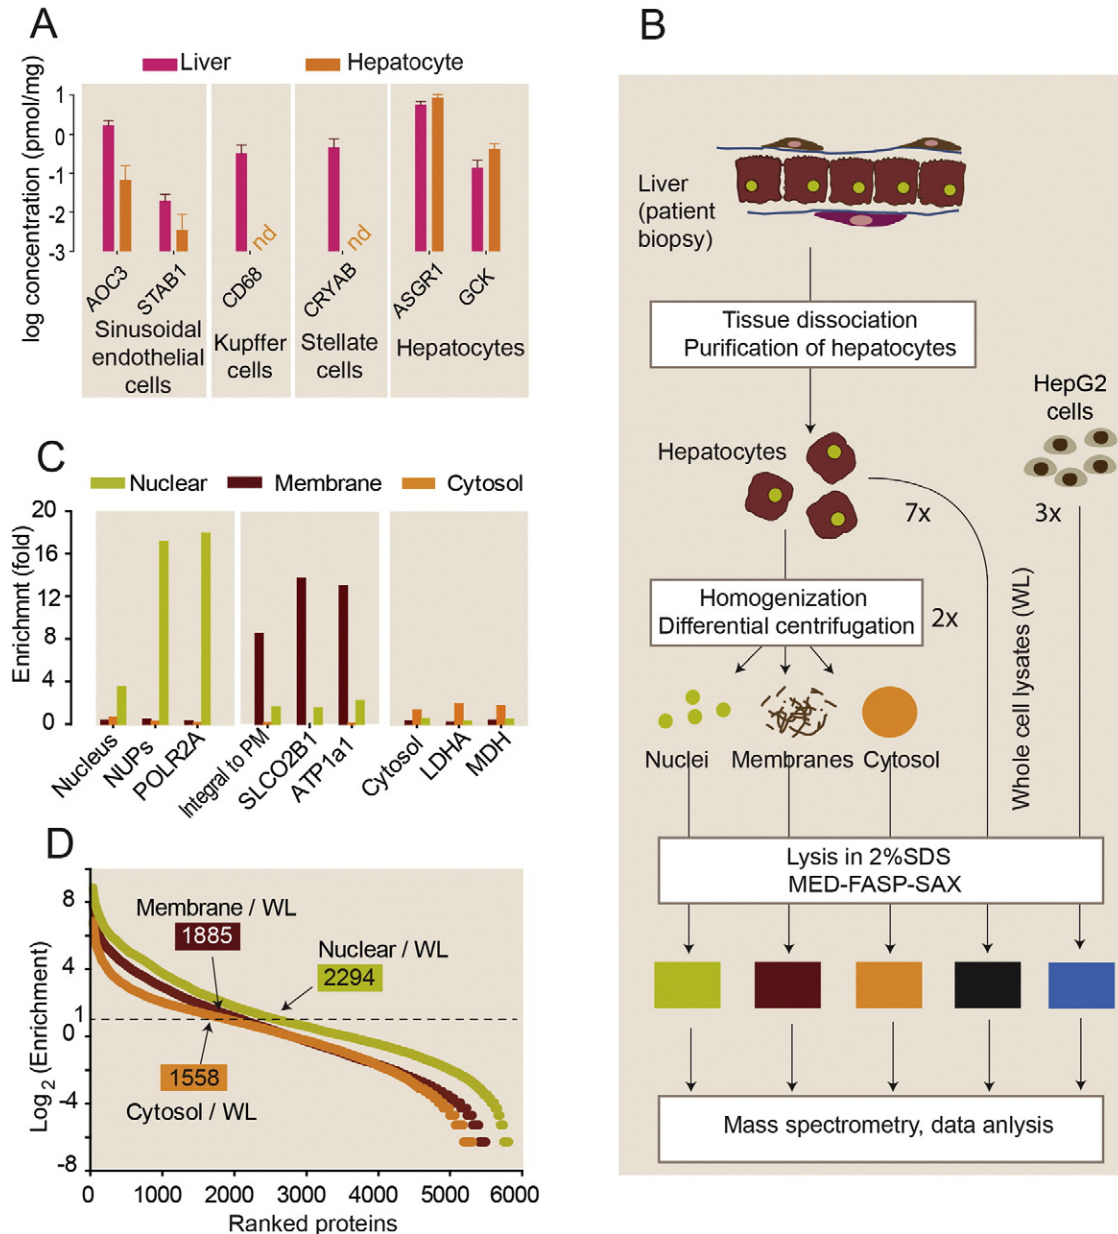 A
Liver
Hepatocyte
log concentration (pmol/mg)
1
0
-1
-2
-3
nd
nd
AOC3
STAB1
CD68
CRYAB
ASGR1
GCK
Sinusoidal
endothelial
cells
Kupffer
cells
Stellate
cells
Hepatocytes
B
Liver
(patient
biopsy)
Tissue dissociation
Purification of hepatocytes
HepG2
cells
Hepatocytes
7x
3x
Homogenization
Differential centrifugation
2x
Whole cell lysates (WL)
Nuclei
Membranes
Cytosol
Lysis in 2%SDS
MED-FASP-SAX
Mass spectrometry, data anlysis
C
Nuclear
Membrane
Cytosol
Enrichmnt (fold)
20
16
12
8
4
0
Nucleus
NUPs
POLR2A
Integral to PM
SLCO2B1
ATP1a1
Cytosol
LDHA
MDH
D
Log2 (Enrichment)
8
4
1
0
-4
-8
Membrane / WL
1885
Nuclear / WL
2294
1558
Cytosol / WL
0
1000
2000
3000
4000
5000
6000
Ranked proteins